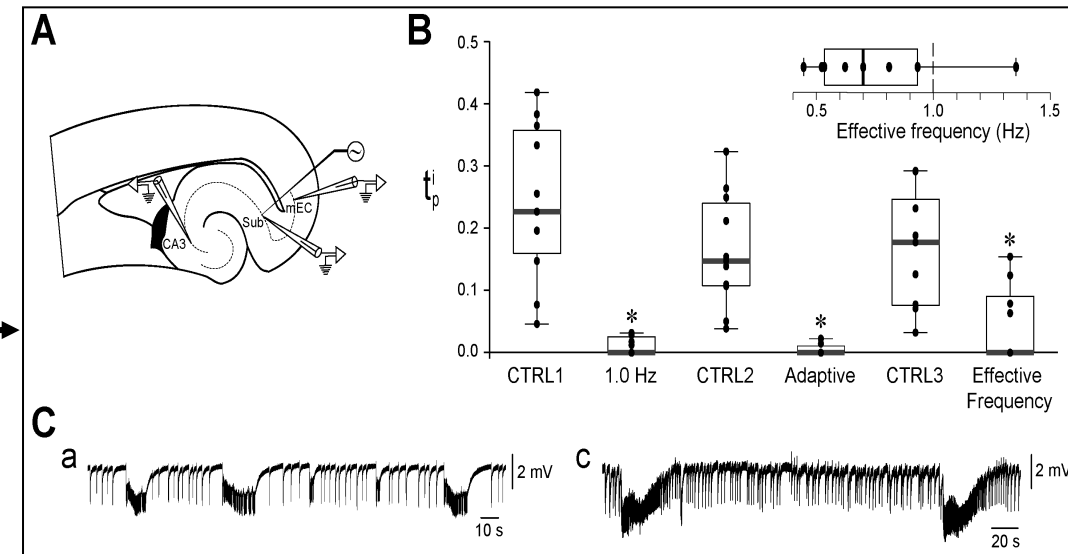 A
CA3
Sub
mEC
B
t i p
0.5
0.4
0.3
0.2
0.1
0.0
CTRL1
1.0 Hz
CTRL2
Adaptive
CTRL3
Effective
Frequency
*
*
*
0.5
1.0
1.5
Effective frequency (Hz)
C
a
2 mV
10 s
c
2 mV
20 s